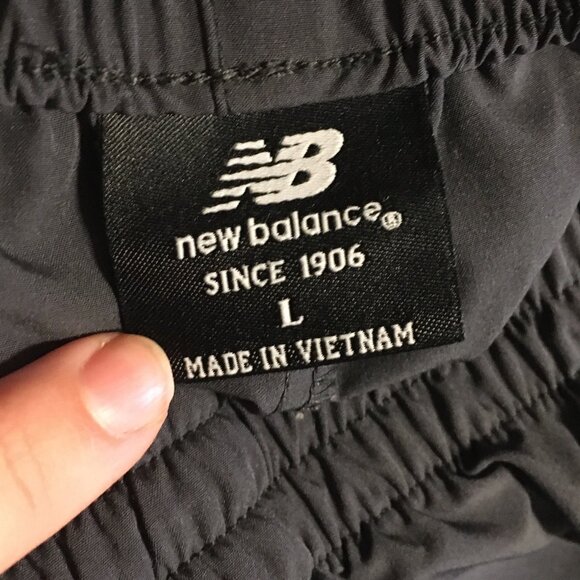 NB
new balance®
SINCE 1906
L
MADE IN VIETNAM